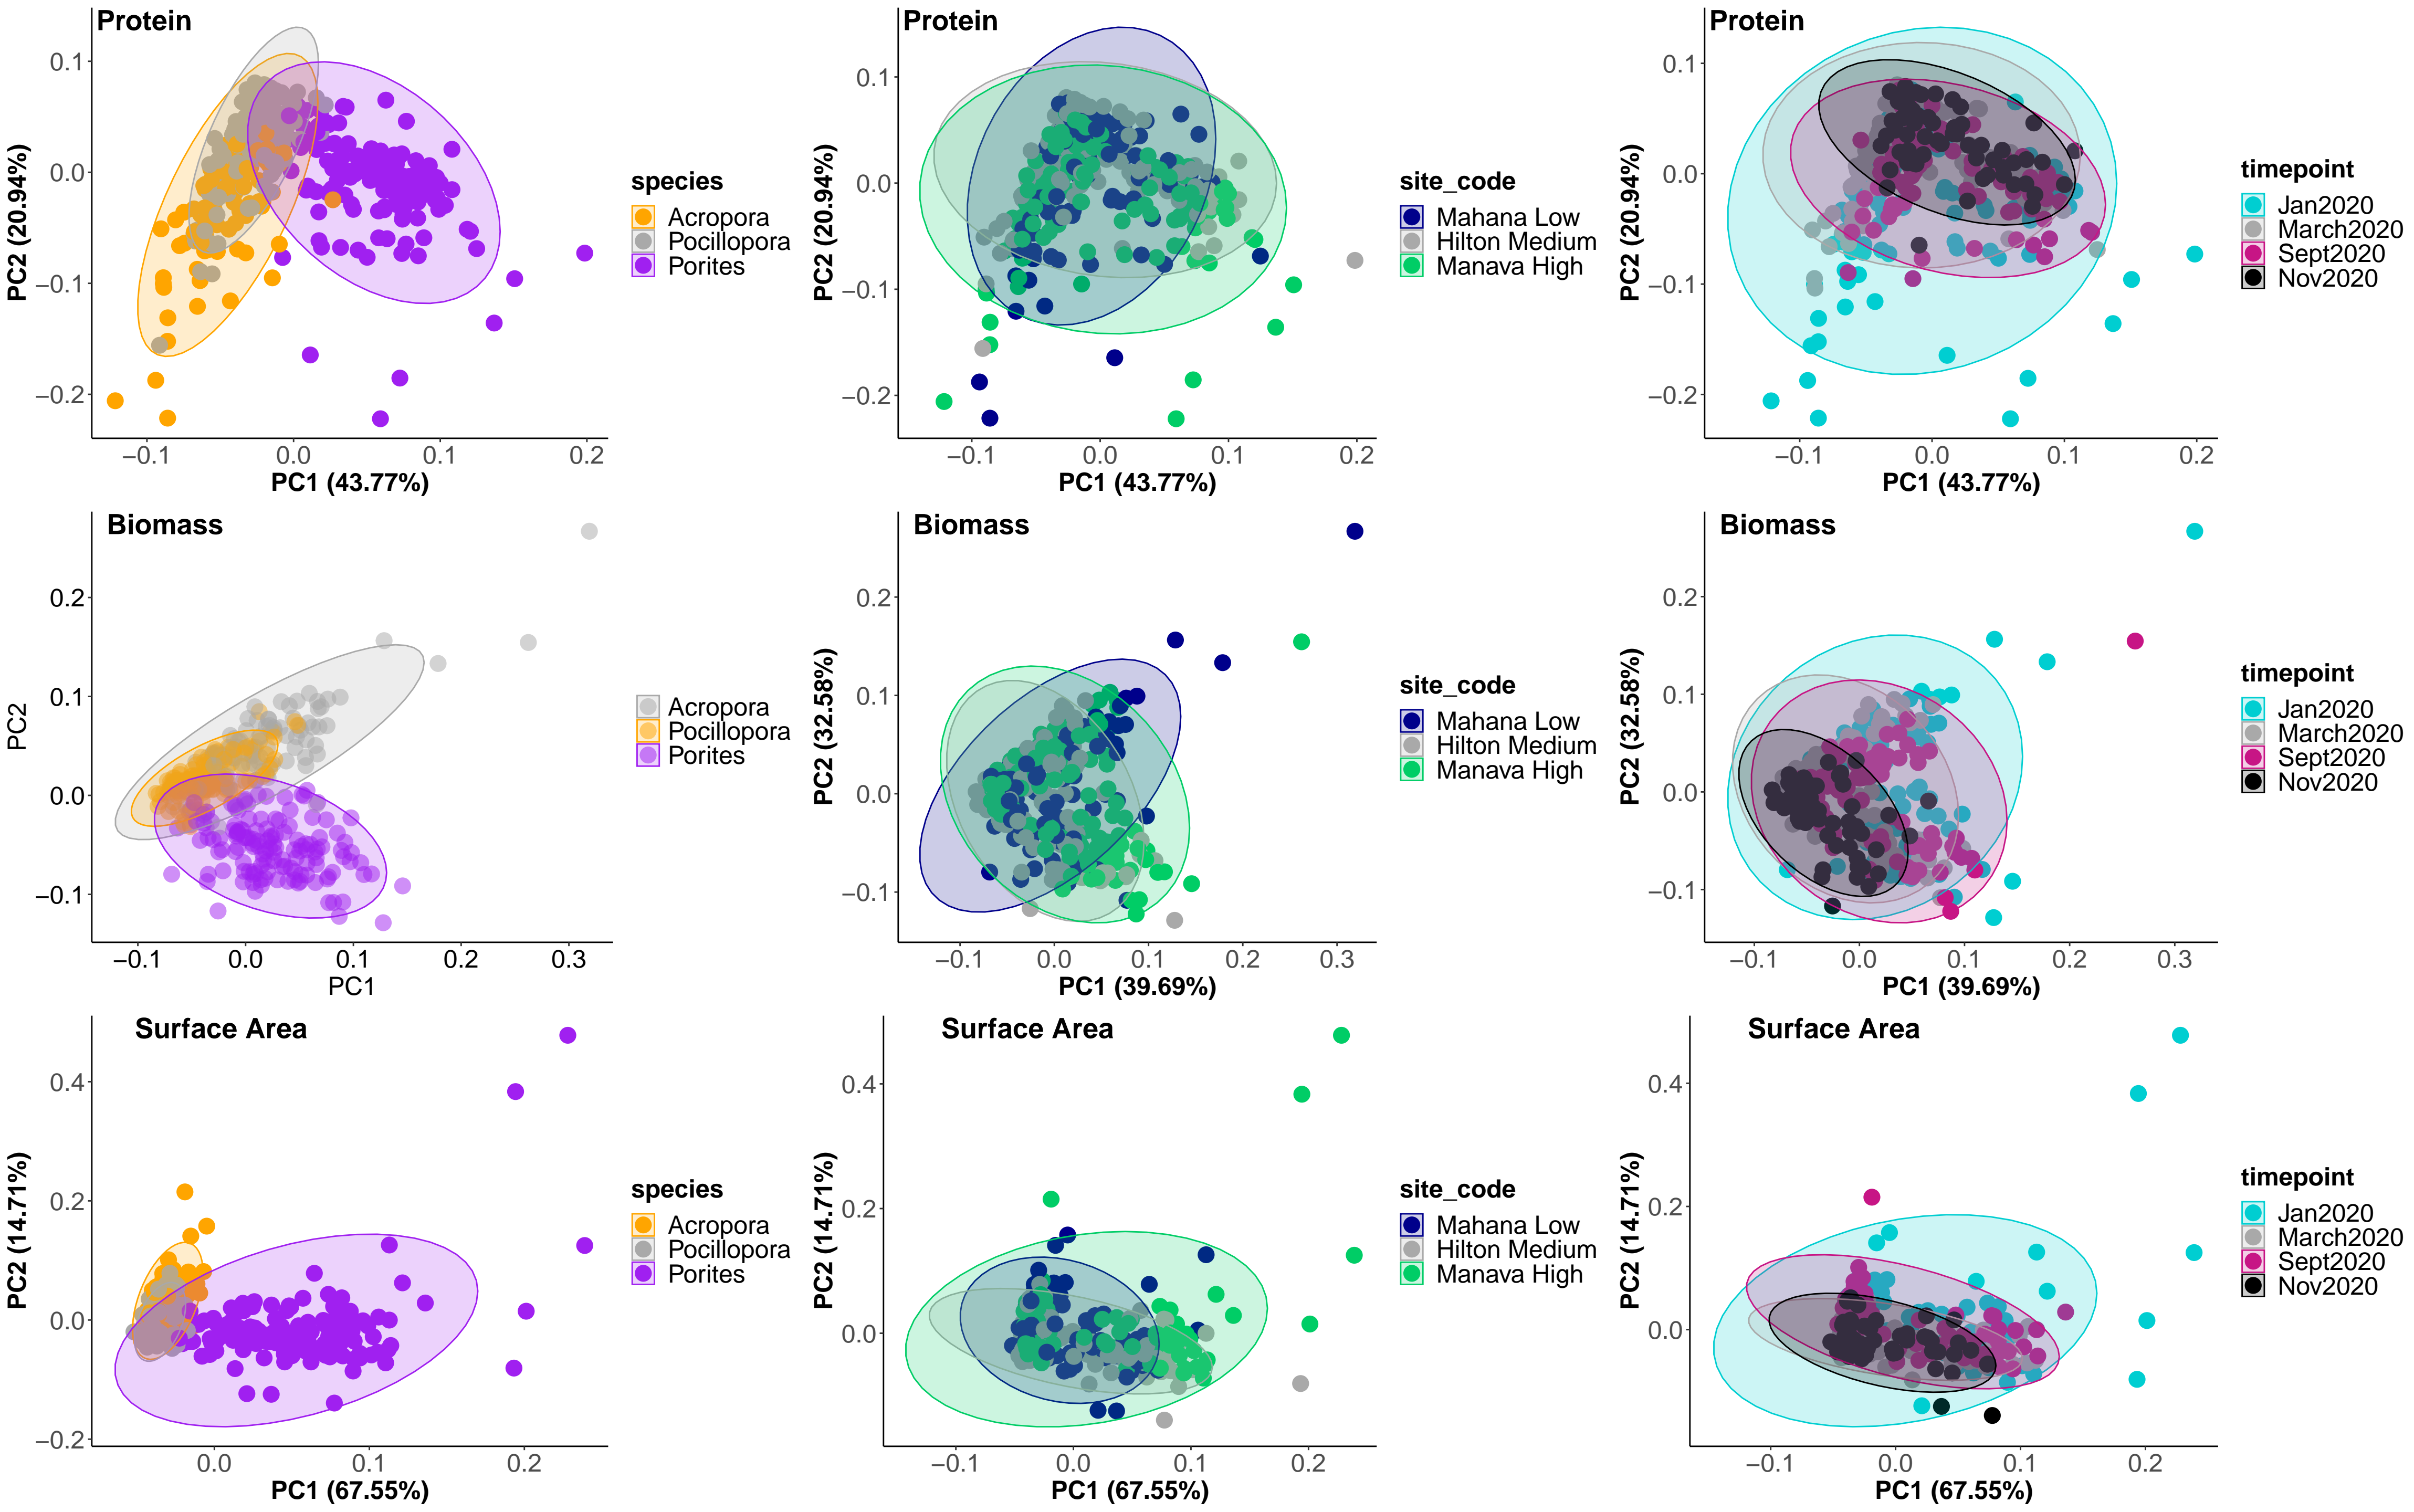 Protein
PC2 (20.94%)
0.1
0.0
−0.1
−0.2
−0.1 0.0 0.1 0.2
PC1 (43.77%)
species
Acropora
Pocillopora
Porites
Protein
PC2 (20.94%)
0.1
0.0
−0.1
−0.2
−0.1 0.0 0.1 0.2
PC1 (43.77%)
site_code
Mahana Low
Hilton Medium
Manava High
Protein
PC2 (20.94%)
0.1
0.0
−0.1
−0.2
−0.1 0.0 0.1 0.2
PC1 (43.77%)
timepoint
Jan2020
March2020
Sept2020
Nov2020
Biomass
PC2
0.2
0.1
0.0
−0.1
−0.1 0.0 0.1 0.2 0.3
PC1
Acropora
Pocillopora
Porites
Biomass
PC2 (32.58%)
0.2
0.1
0.0
−0.1
−0.1 0.0 0.1 0.2 0.3
PC1 (39.69%)
site_code
Mahana Low
Hilton Medium
Manava High
Biomass
PC2 (32.58%)
0.2
0.1
0.0
−0.1
−0.1 0.0 0.1 0.2 0.3
PC1 (39.69%)
timepoint
Jan2020
March2020
Sept2020
Nov2020
Surface Area
PC2 (14.71%)
0.4
0.2
0.0
−0.2
0.0 0.1 0.2
PC1 (67.55%)
species
Acropora
Pocillopora
Porites
Surface Area
PC2 (14.71%)
0.4
0.2
0.0
−0.1 0.0 0.1 0.2
PC1 (67.55%)
site_code
Mahana Low
Hilton Medium
Manava High
Surface Area
PC2 (14.71%)
0.4
0.2
0.0
−0.1 0.0 0.1 0.2
PC1 (67.55%)
timepoint
Jan2020
March2020
Sept2020
Nov2020